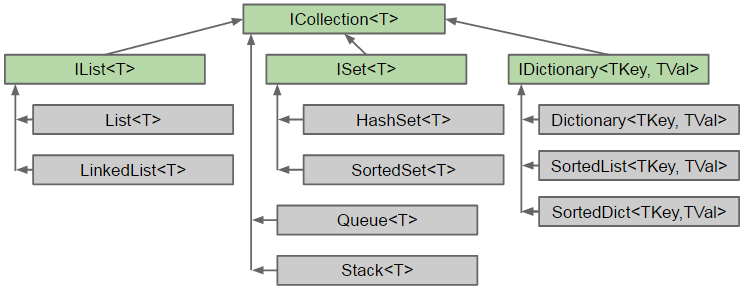 ICollection<T>
IList<T>
ISet<T>
IDictionary<TKey, TVal>
List<T>
HashSet<T>
Dictionary<TKey, TVal>
LinkedList<T>
SortedSet<T>
SortedList<TKey, TVal>
Queue<T>
SortedDict<TKey,TVal>
Stack<T>